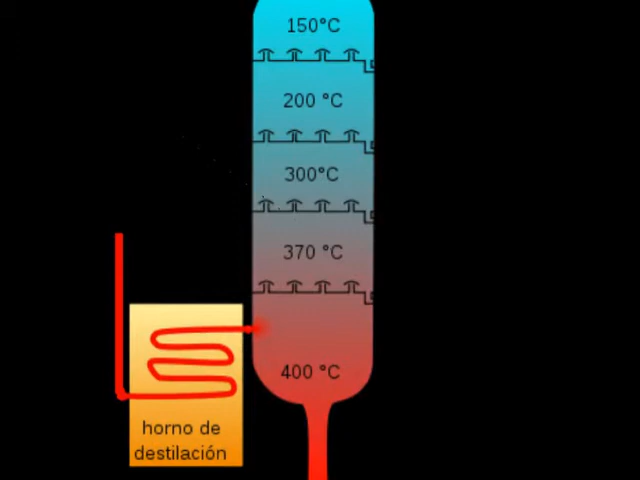 150°C
200 °C
300°C
370 °C
400 °C
horno de
destilación